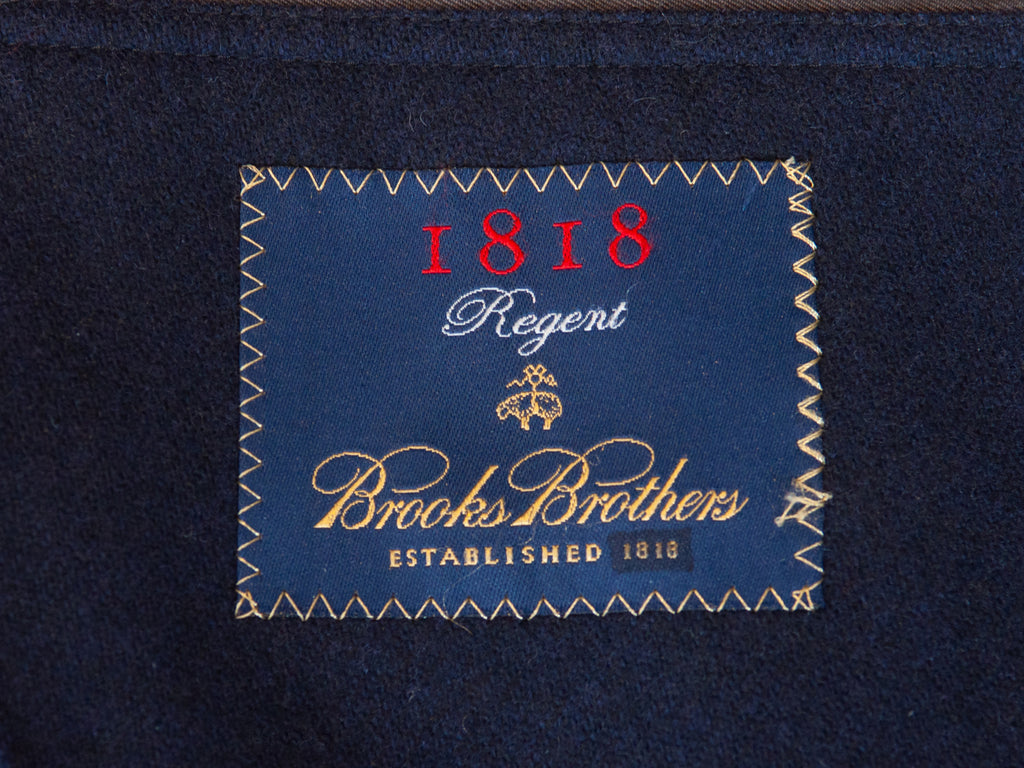 1818
Regent
Brooks Brothers
ESTABLISHED 1818